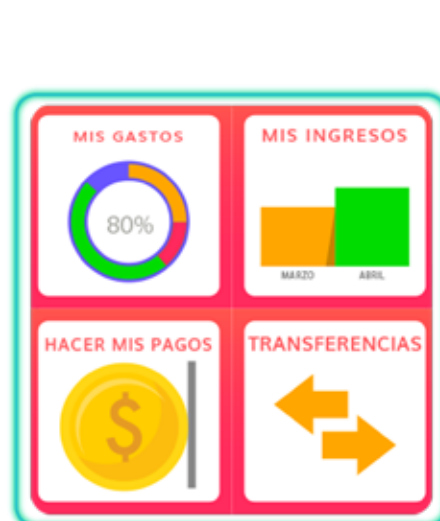 MIS GASTOS
80%
MIS INGRESOS
MARZO
ABRIL
HACER MIS PAGOS
$
TRANSFERENCIAS